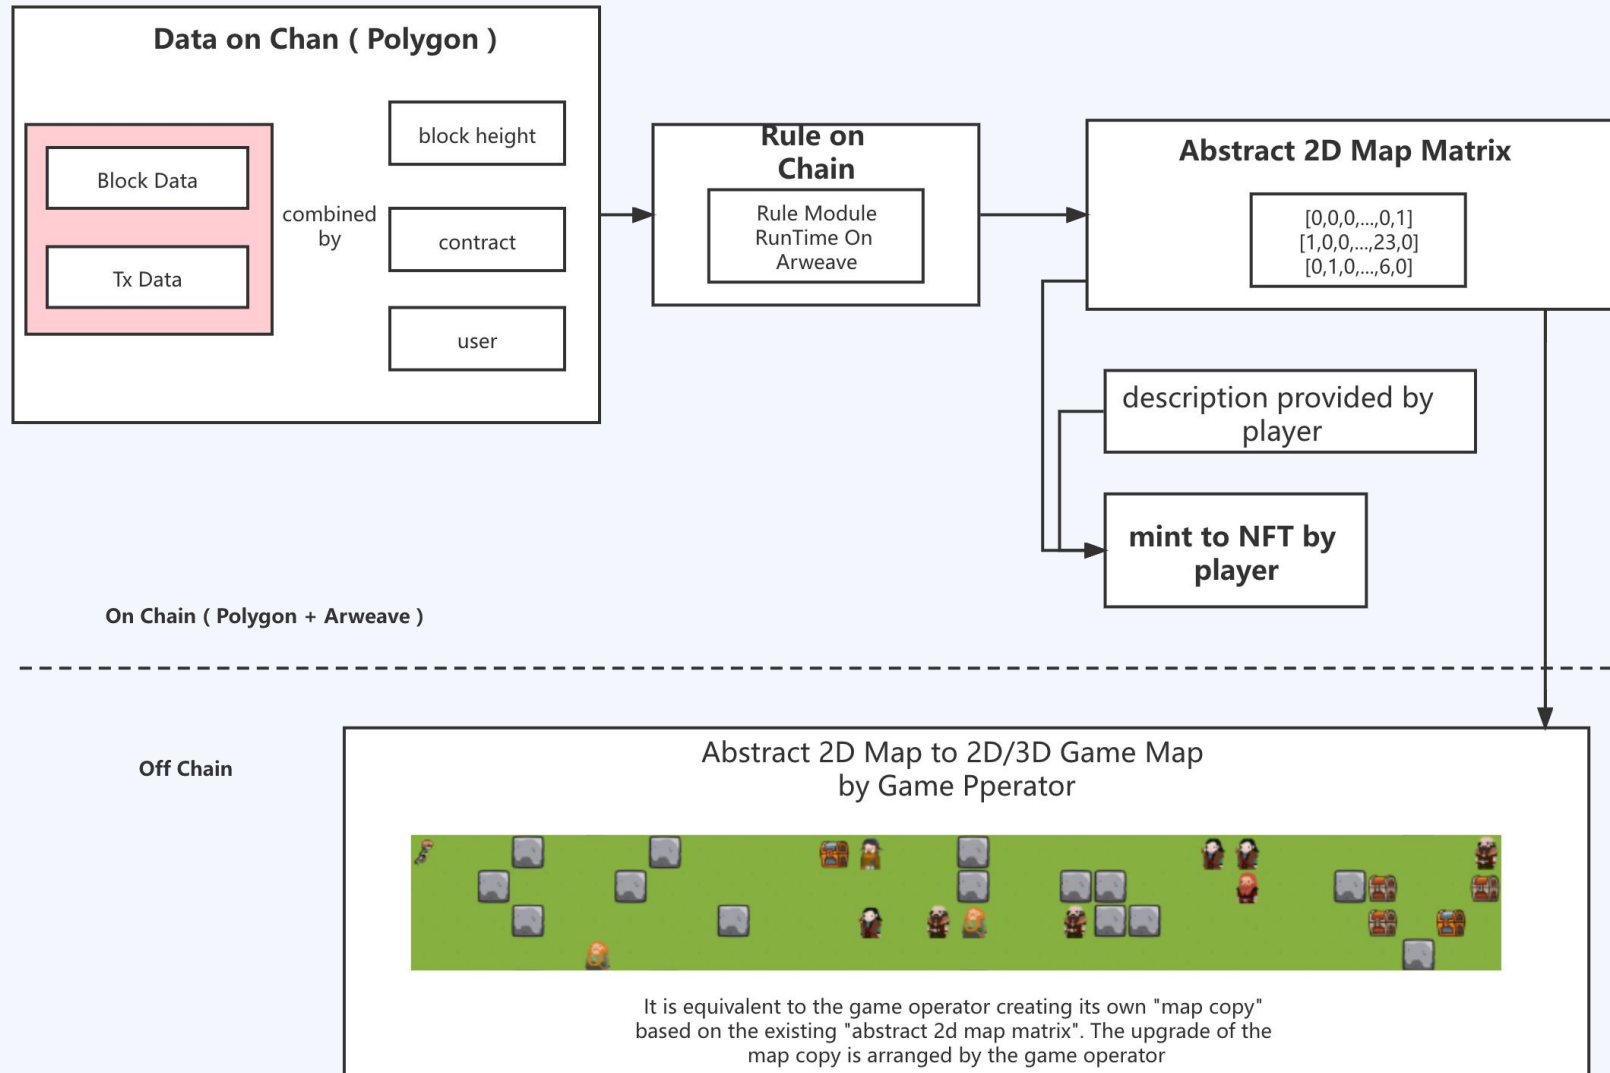 Data on Chan ( Polygon )
Block Data
Tx Data
combined
by
block height
contract
user
Rule on
Chain
Rule Module
RunTime On
Arweave
Abstract 2D Map Matrix
[0,0,0,...,0,1]
[1,0,0,...,23,0]
[0,1,0,...,6,0]
description provided by
player
mint to NFT by
player
On Chain ( Polygon + Arweave )
Off Chain
Abstract 2D Map to 2D/3D Game Map
by Game Pperator
It is equivalent to the game operator creating its own "map copy"
based on the existing "abstract 2d map matrix". The upgrade of the
map copy is arranged by the game operator